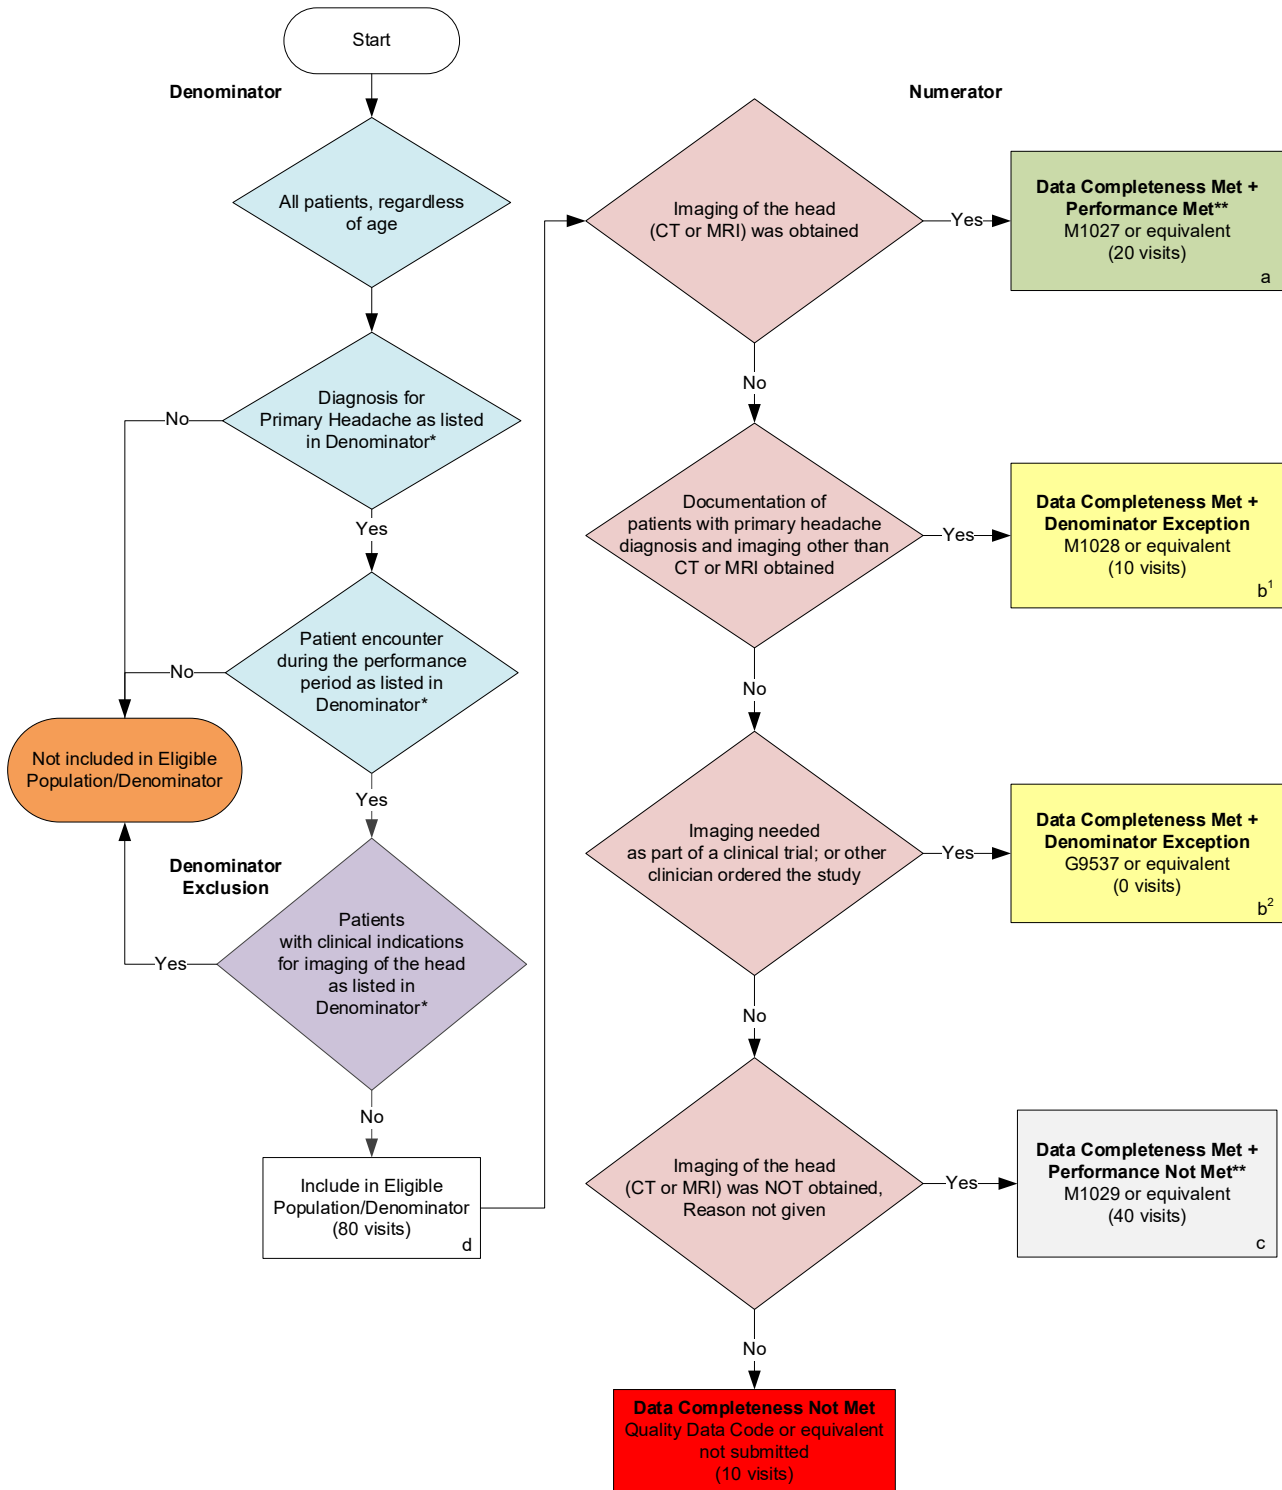 Start
Denominator
All patients, regardless
of age
Diagnosis for
Primary Headache as listed
in Denominator*
No
Yes
Patient encounter
during the performance
period as listed in
Denominator*
No
Yes
Not included in Eligible
Population/Denominator
Denominator
Exclusion
Patients
with clinical indications
for imaging of the head
as listed in
Denominator*
Yes
No
Include in Eligible
Population/Denominator
(80 visits)
d
Numerator
Imaging of the head
(CT or MRI) was obtained
Yes
Data Completeness Met +
Performance Met**
M1027 or equivalent
(20 visits)
a
No
Documentation of
patients with primary headache
diagnosis and imaging other than
CT or MRI obtained
Yes
Data Completeness Met +
Denominator Exception
M1028 or equivalent
(10 visits)
b¹
No
Imaging needed
as part of a clinical trial; or other
clinician ordered the study
Yes
Data Completeness Met +
Denominator Exception
G9537 or equivalent
(0 visits)
b²
No
Imaging of the head
(CT or MRI) was NOT obtained,
Reason not given
Yes
Data Completeness Met +
Performance Not Met**
M1029 or equivalent
(40 visits)
c
No
Data Completeness Not Met
Quality Data Code or equivalent
not submitted
(10 visits)